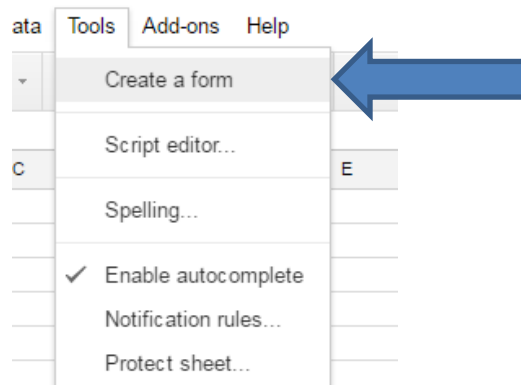 ata Tools Add-ons Help
Create a form
Script editor...
C E
Spelling...
✓ Enable autocomplete
Notification rules...
Protect sheet...